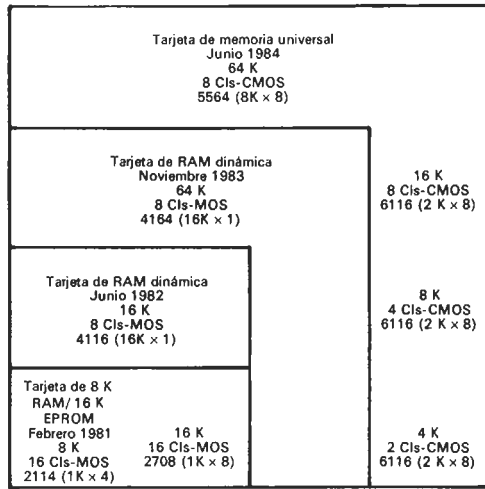 Tarjeta de memoria universal
Junio 1984
64 K
8 CIs-CMOS
5564 (8K × 8)
Tarjeta de RAM dinámica
Noviembre 1983
64 K
8 CIs-MOS
4164 (16K × 1)
16 K
8 CIs-CMOS
6116 (2 K × 8)
Tarjeta de RAM dinámica
Junio 1982
16 K
8 CIs-MOS
4116 (16K × 1)
8 K
4 CIs-CMOS
6116 (2 K × 8)
Tarjeta de 8 K
RAM/ 16 K
EPROM
Febrero 1981
8 K
16 CIs-MOS
2114 (1K × 4)
16 K
16 CIs-MOS
2708 (1K × 8)
4 K
2 CIs-CMOS
6116 (2 K × 8)